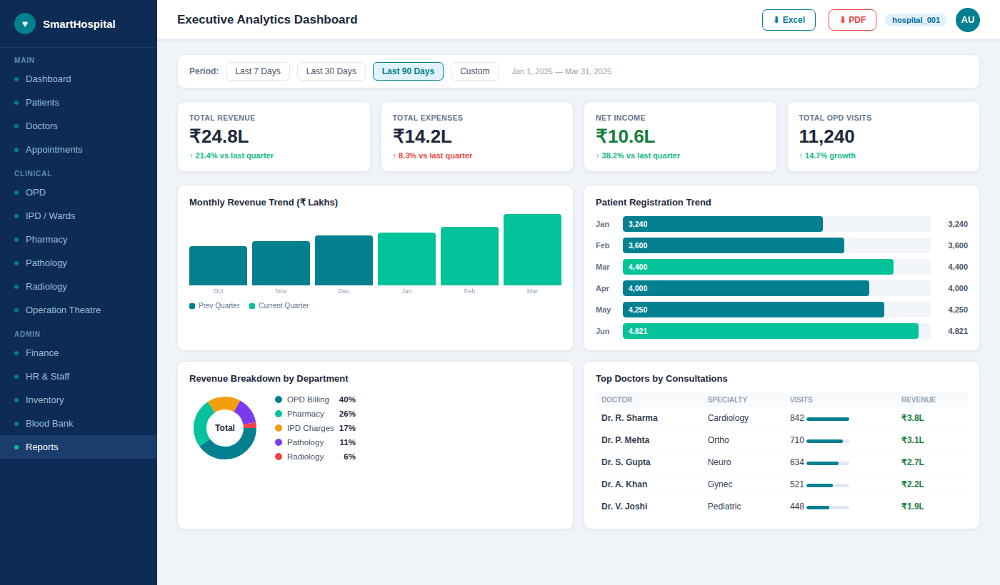 ♥ SmartHospital
MAIN
Dashboard
Patients
Doctors
Appointments
CLINICAL
OPD
IPD / Wards
Pharmacy
Pathology
Radiology
Operation Theatre
ADMIN
Finance
HR & Staff
Inventory
Blood Bank
Reports
Executive Analytics Dashboard
⬇ Excel ⬇ PDF hospital_001 AU
Period: Last 7 Days Last 30 Days Last 90 Days Custom Jan 1, 2025 — Mar 31, 2025
TOTAL REVENUE
₹24.8L
↑ 21.4% vs last quarter
TOTAL EXPENSES
₹14.2L
↑ 8.3% vs last quarter
NET INCOME
₹10.6L
↑ 38.2% vs last quarter
TOTAL OPD VISITS
11,240
↑ 14.7% growth
Monthly Revenue Trend (₹ Lakhs)
Oct Nov Dec Jan Feb Mar
Prev Quarter Current Quarter
Patient Registration Trend
Jan 3,240 3,240
Feb 3,600 3,600
Mar 4,400 4,400
Apr 4,000 4,000
May 4,250 4,250
Jun 4,821 4,821
Revenue Breakdown by Department
Total
OPD Billing 40%
Pharmacy 26%
IPD Charges 17%
Pathology 11%
Radiology 6%
Top Doctors by Consultations
DOCTOR SPECIALTY VISITS REVENUE
Dr. R. Sharma Cardiology 842 ₹3.8L
Dr. P. Mehta Ortho 710 ₹3.1L
Dr. S. Gupta Neuro 634 ₹2.7L
Dr. A. Khan Gynec 521 ₹2.2L
Dr. V. Joshi Pediatric 448 ₹1.9L